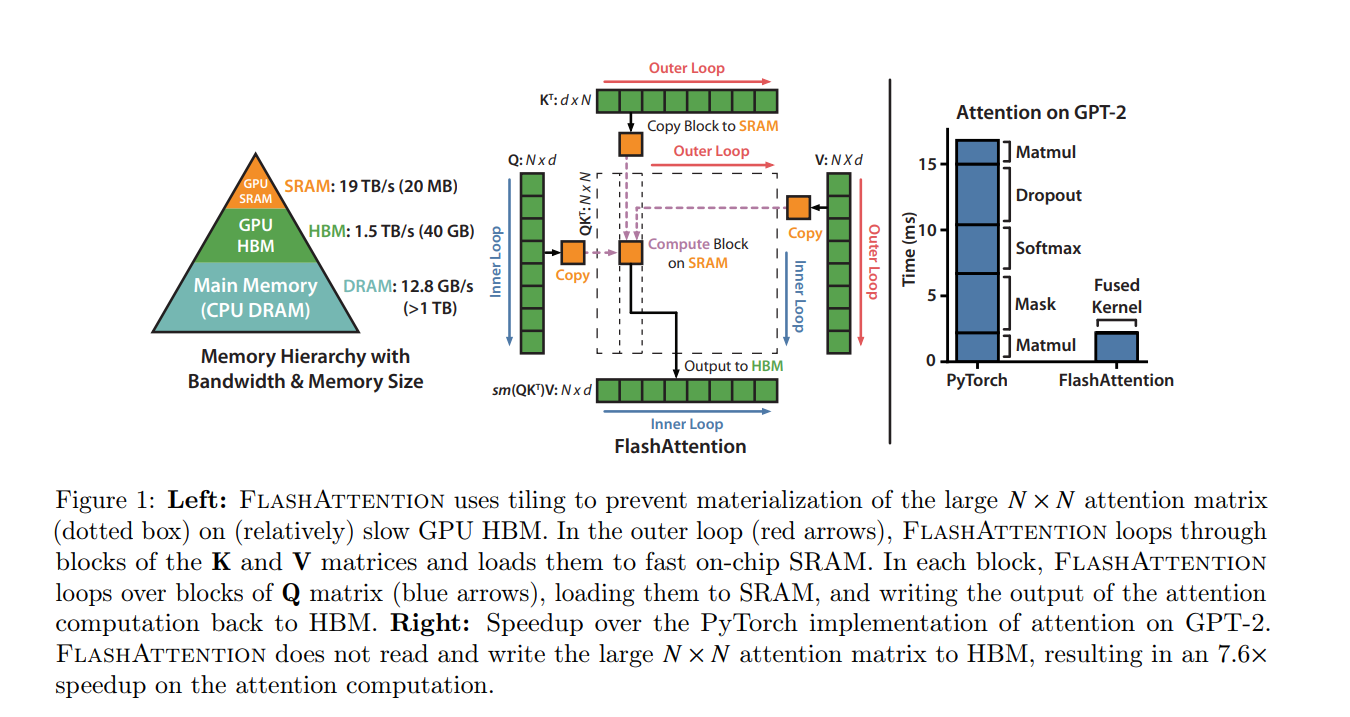 GPU
SRAM
SRAM: 19 TB/s (20 MB)
GPU
HBM
HBM: 1.5 TB/s (40 GB)
Main Memory
(CPU DRAM)
DRAM: 12.8 GB/s
(>1 TB)
Memory Hierarchy with
Bandwidth & Memory Size
Outer Loop
Kᵀ: d x N
Copy Block to SRAM
Outer Loop
Q: N x d
V: N X d
QKᵀ: N x N
Inner Loop
Copy
Compute Block
on SRAM
Copy
Inner Loop
Outer Loop
Output to HBM
sm(QKᵀ)V: N x d
Inner Loop
FlashAttention
Attention on GPT-2
Time (ms)
15
10
5
0
Matmul
Dropout
Softmax
Mask
Matmul
Fused
Kernel
PyTorch
FlashAttention
Figure 1: Left: FLASHATTENTION uses tiling to prevent materialization of the large N × N attention matrix
(dotted box) on (relatively) slow GPU HBM. In the outer loop (red arrows), FLASHATTENTION loops through
blocks of the K and V matrices and loads them to fast on-chip SRAM. In each block, FLASHATTENTION
loops over blocks of Q matrix (blue arrows), loading them to SRAM, and writing the output of the attention
computation back to HBM. Right: Speedup over the PyTorch implementation of attention on GPT-2.
FLASHATTENTION does not read and write the large N × N attention matrix to HBM, resulting in an 7.6×
speedup on the attention computation.